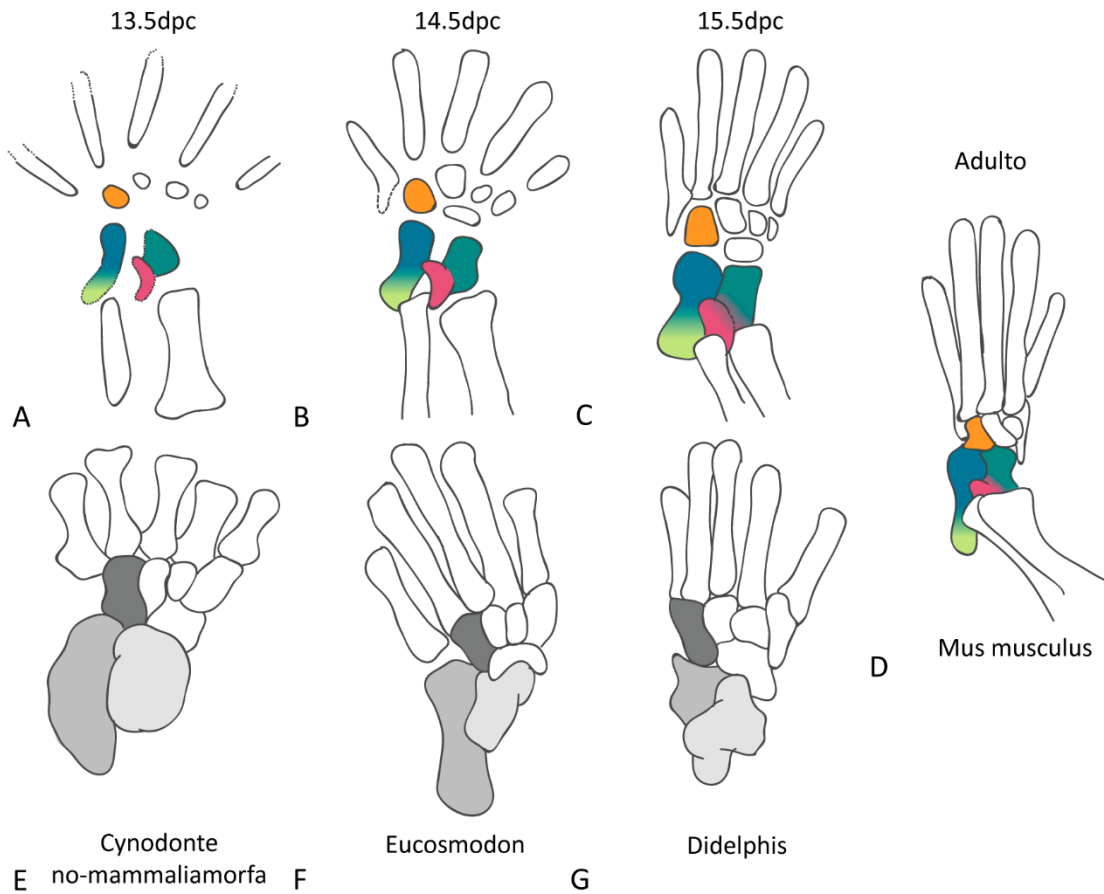 13.5dpc
14.5dpc
15.5dpc
Adulto
A
B
C
Mus musculus
D
Cynodonte
no-mammaliamorfa
Eucosmodon
Didelphis
E
F
G